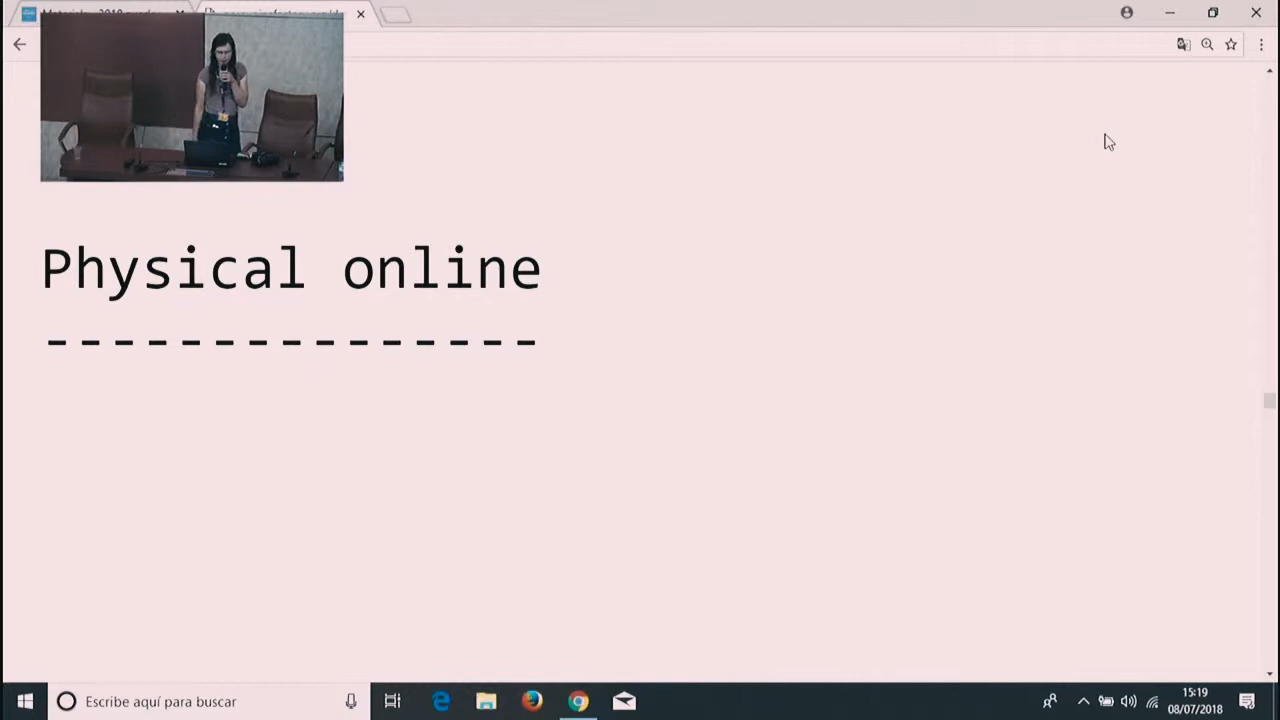 Physical online
---------------
Escribe aquí para buscar
15:19
08/07/2018